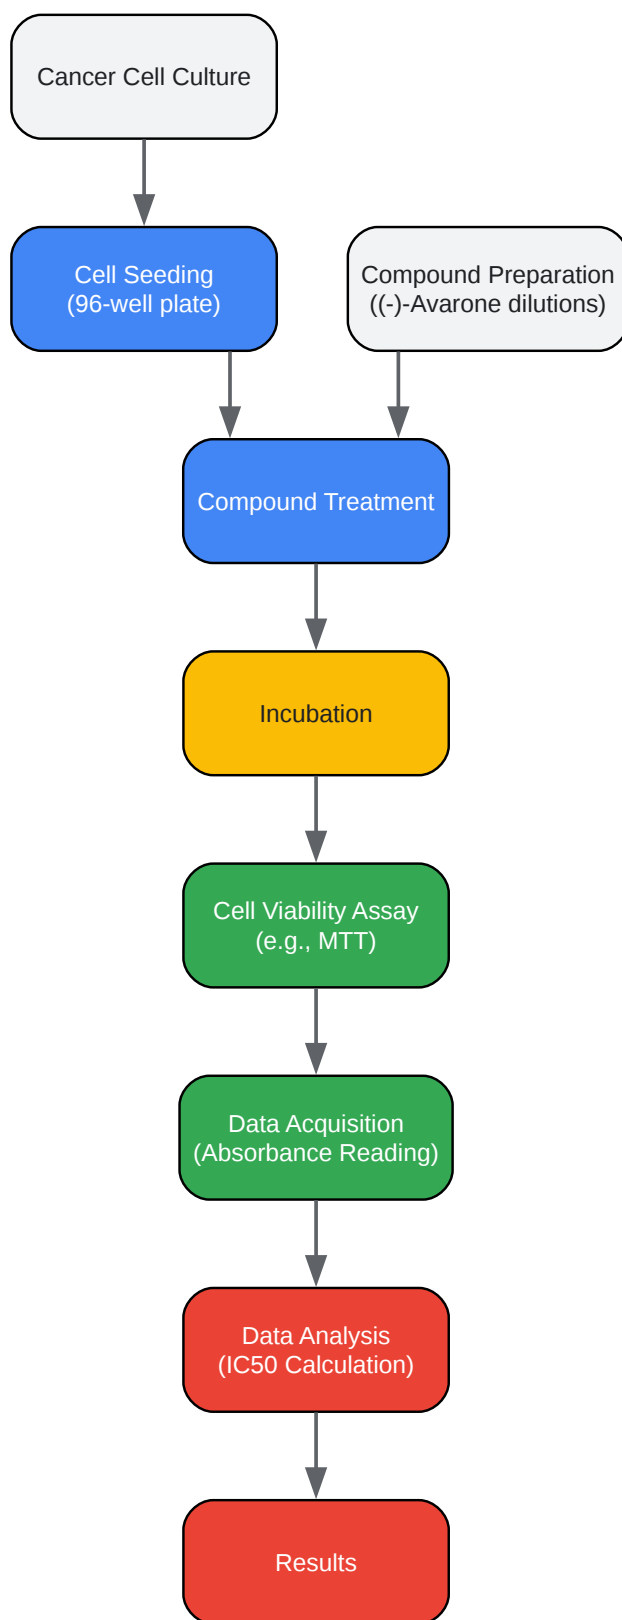 Cancer Cell Culture
Cell Seeding
(96-well plate)
Compound Preparation
((-)-Avarone dilutions)
Compound Treatment
Incubation
Cell Viability Assay
(e.g., MTT)
Data Acquisition
(Absorbance Reading)
Data Analysis
(IC50 Calculation)
Results